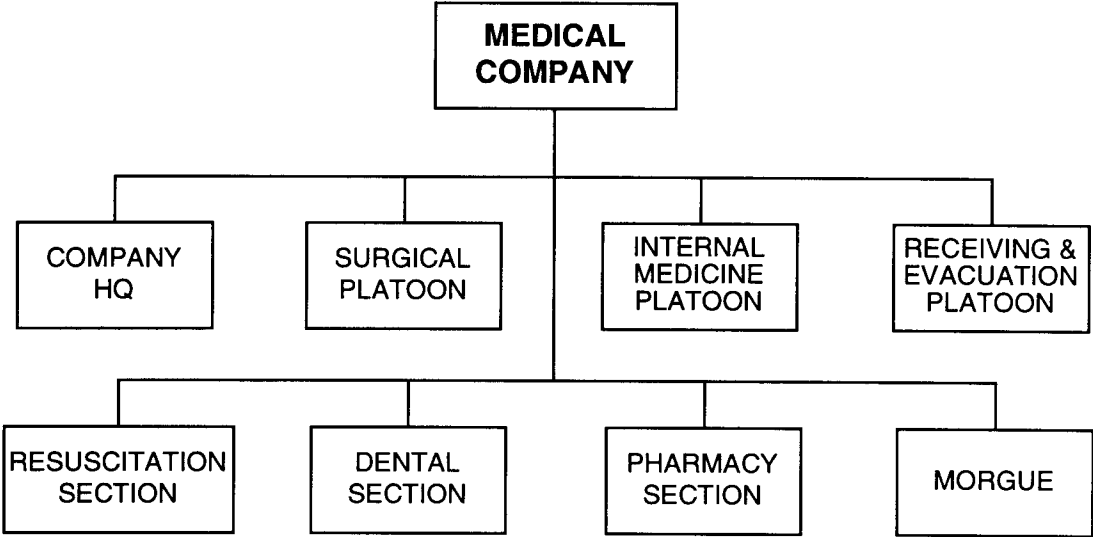 MEDICAL
COMPANY
COMPANY
HQ
SURGICAL
PLATOON
INTERNAL
MEDICINE
PLATOON
RECEIVING &
EVACUATION
PLATOON
RESUSCITATION
SECTION
DENTAL
SECTION
PHARMACY
SECTION
MORGUE